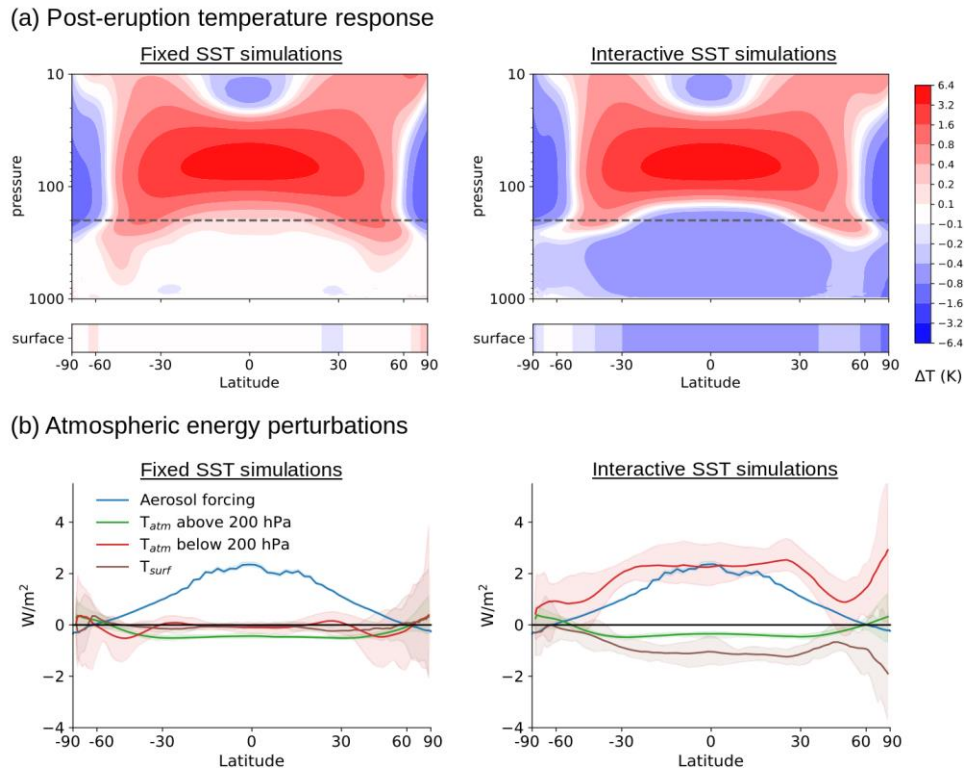 (a) Post-eruption temperature response
Fixed SST simulations
Interactive SST simulations
10
100
1000
pressure
surface
-90 -60 -30 0 30 60 90
Latitude
10
100
1000
pressure
surface
-90 -60 -30 0 30 60 90
Latitude
6.4
3.2
1.6
0.8
0.4
0.2
0.1
−0.1
−0.2
−0.4
−0.8
−1.6
−3.2
−6.4
ΔT (K)
(b) Atmospheric energy perturbations
Fixed SST simulations
Interactive SST simulations
Aerosol forcing
Tatm above 200 hPa
Tatm below 200 hPa
Tsurf
W/m²
4
2
0
−2
−4
-90 -60 -30 0 30 60 90
Latitude
W/m²
4
2
0
−2
−4
-90 -60 -30 0 30 60 90
Latitude